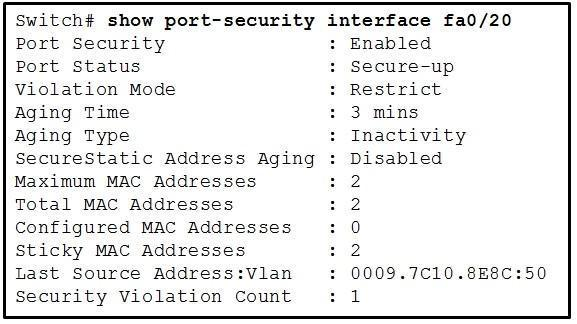 Switch# show port-security interface fa0/20
Port Security : Enabled
Port Status : Secure-up
Violation Mode : Restrict
Aging Time : 3 mins
Aging Type : Inactivity
SecureStatic Address Aging : Disabled
Maximum MAC Addresses : 2
Total MAC Addresses : 2
Configured MAC Addresses : 0
Sticky MAC Addresses : 2
Last Source Address:Vlan : 0009.7C10.8E8C:50
Security Violation Count : 1